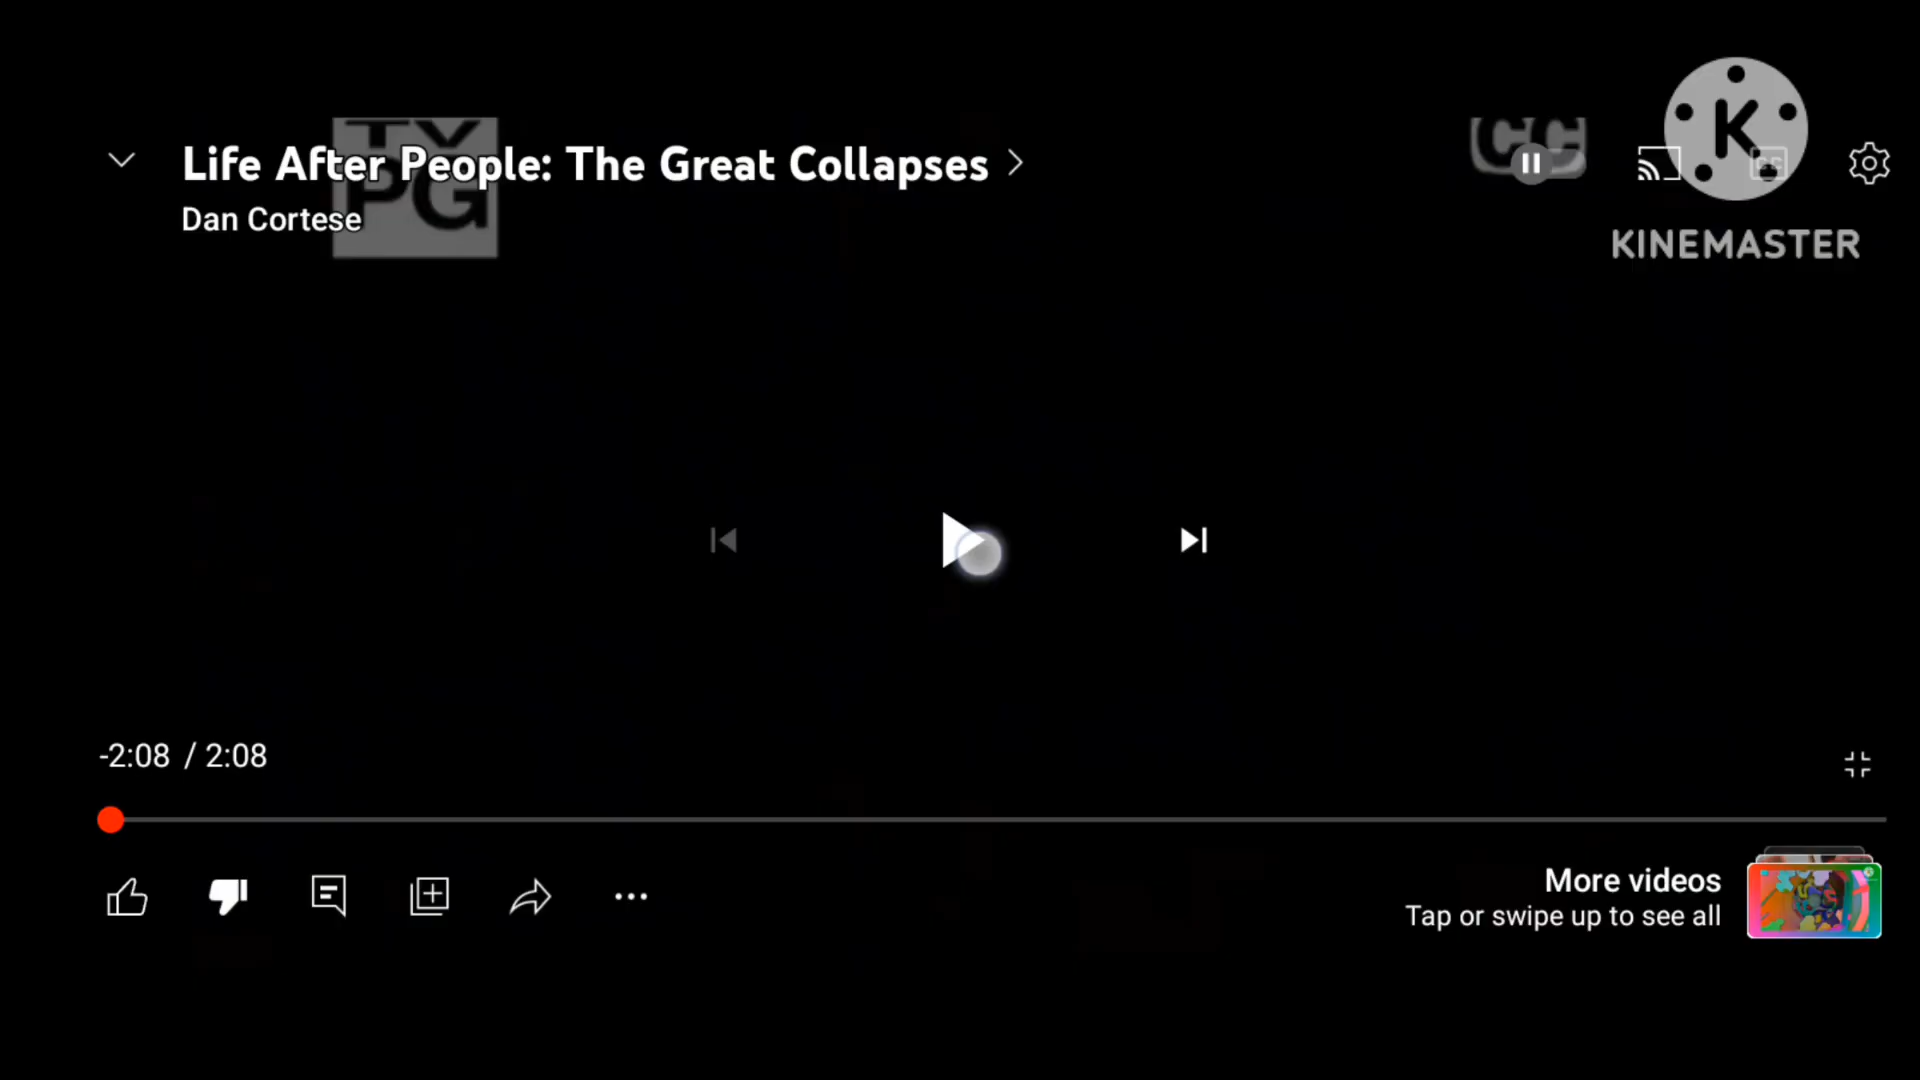 Life After People: The Great Collapses
Dan Cortese
TV
PG
CC
CC
K
KINEMASTER
-2:08 / 2:08
More videos
Tap or swipe up to see all